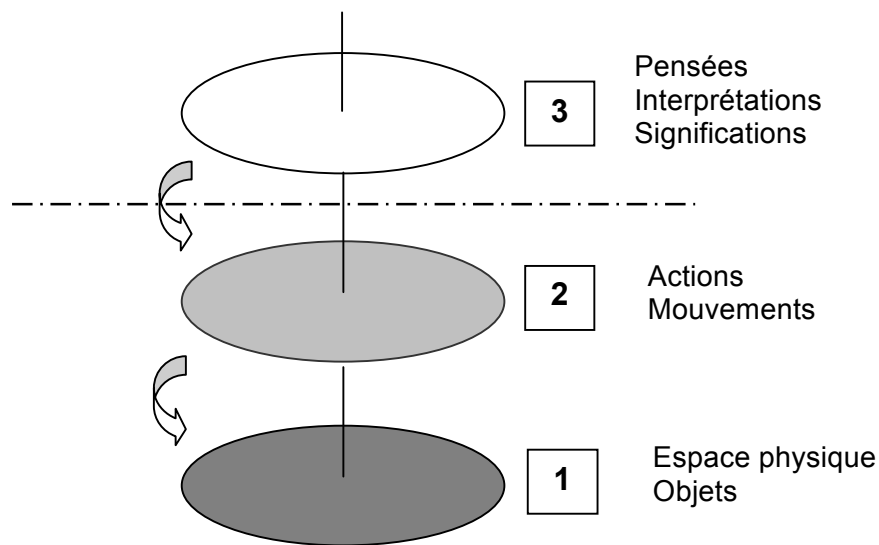 3
Pensées
Interprétations
Significations
2
Actions
Mouvements
1
Espace physique
Objets